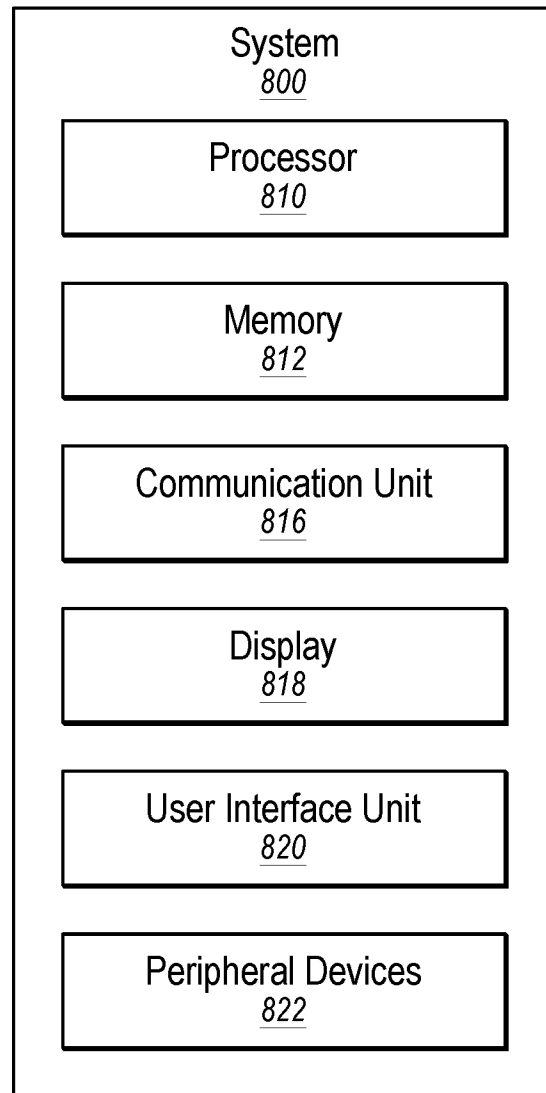 System
800
Processor
810
Memory
812
Communication Unit
816
Display
818
User Interface Unit
820
Peripheral Devices
822